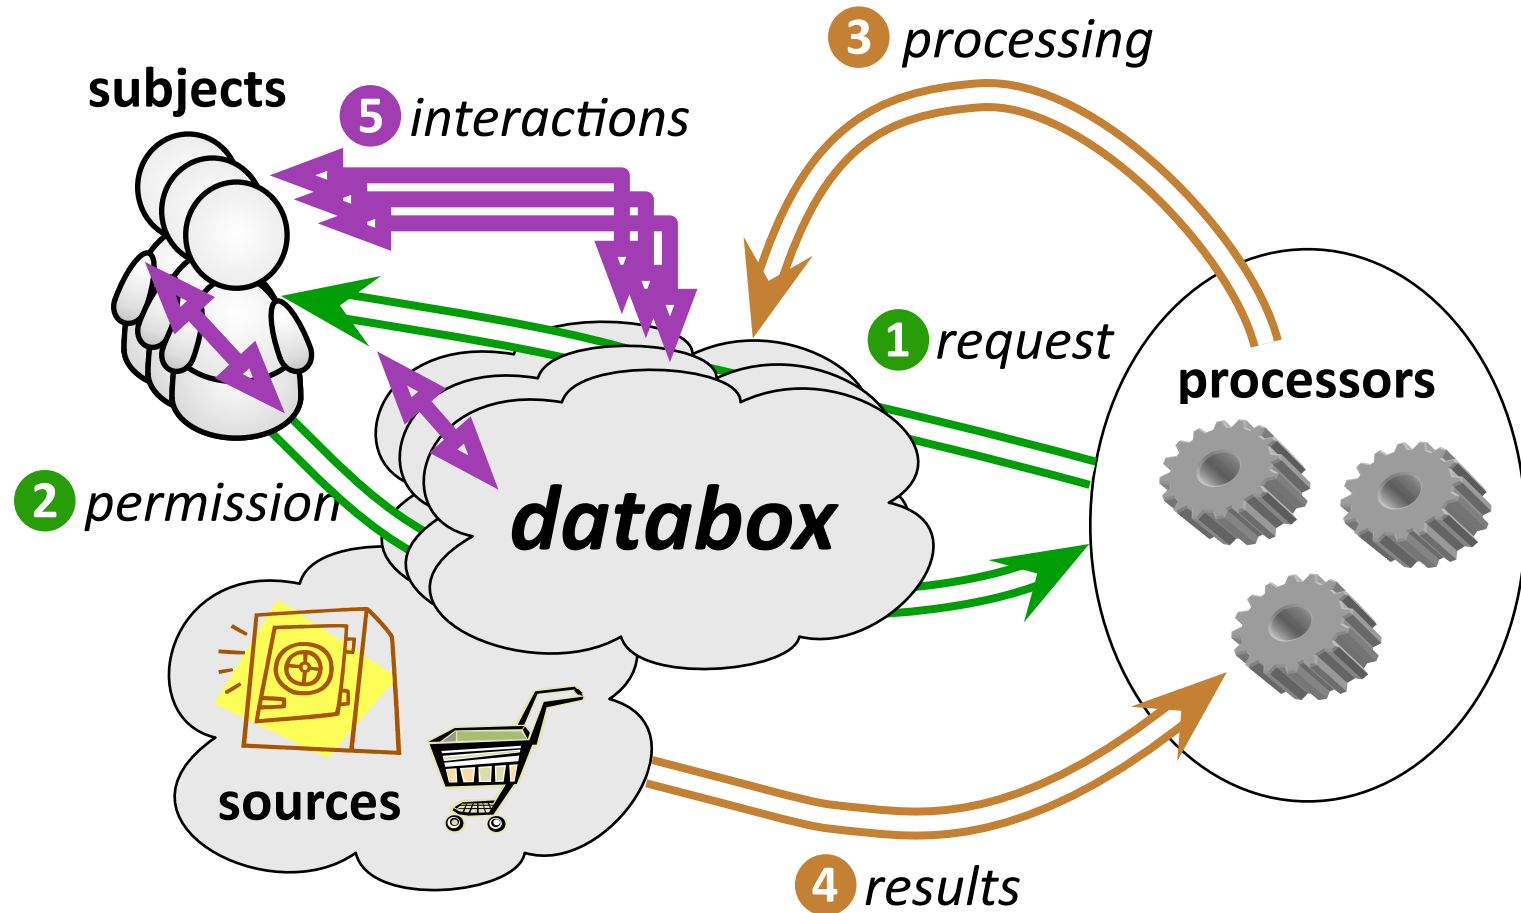 3 processing
subjects
5 interactions
1 request
processors
2 permission
databox
sources
4 results